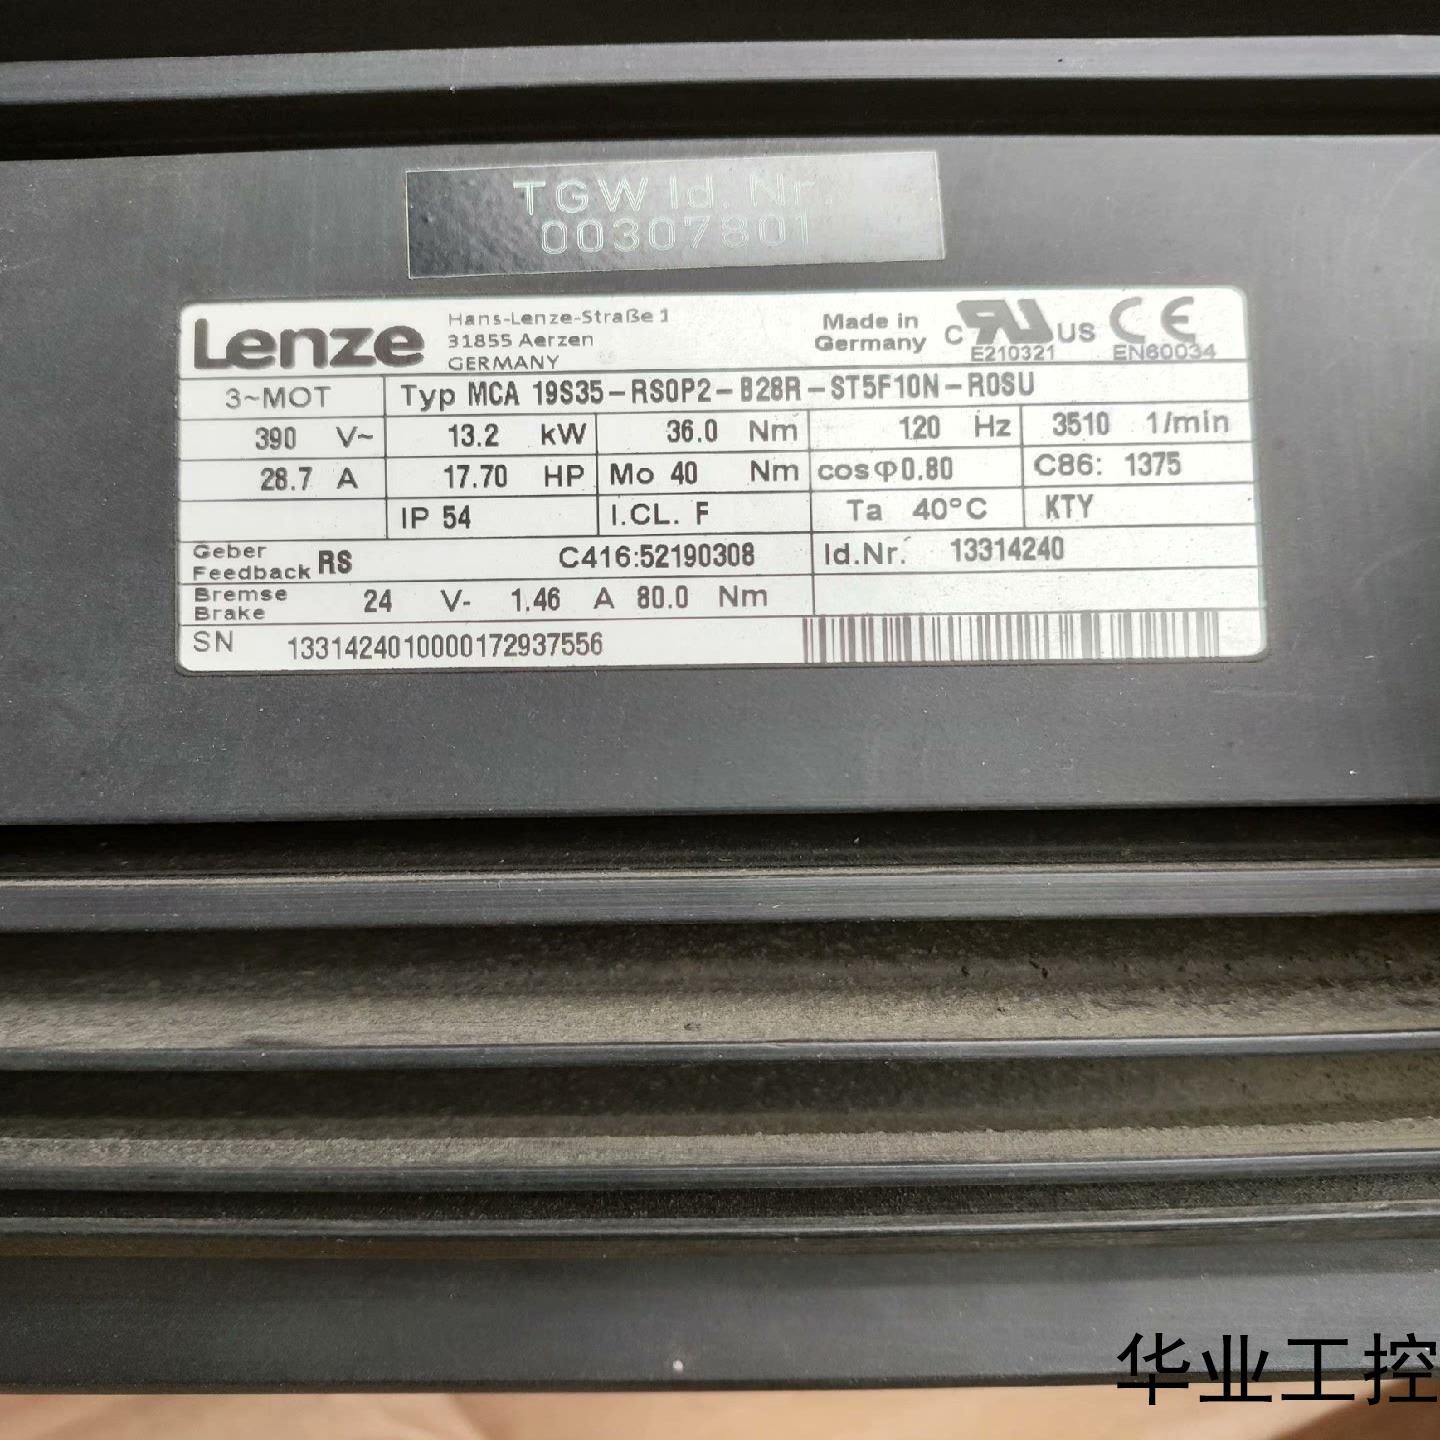 TGW Id. Nr.
00307801
Lenze
Hans-Lenze-Straße 1
31855 Aerzen
GERMANY
Made in
Germany
C RU US
E210321
CE
EN60034
3~MOT Typ MCA 19S35-RS0P2-B28R-ST5F10N-R0SU
390 V~ 13.2 kW 36.0 Nm 120 Hz 3510 1/min
28.7 A 17.70 HP Mo 40 Nm cosφ0.80 C86: 1375
IP 54 I.CL. F Ta 40°C KTY
Geber
Feedback RS C416:52190308 Id.Nr. 13314240
Bremse
Brake 24 V- 1.46 A 80.0 Nm
SN 1331424010000172937556
华业工控